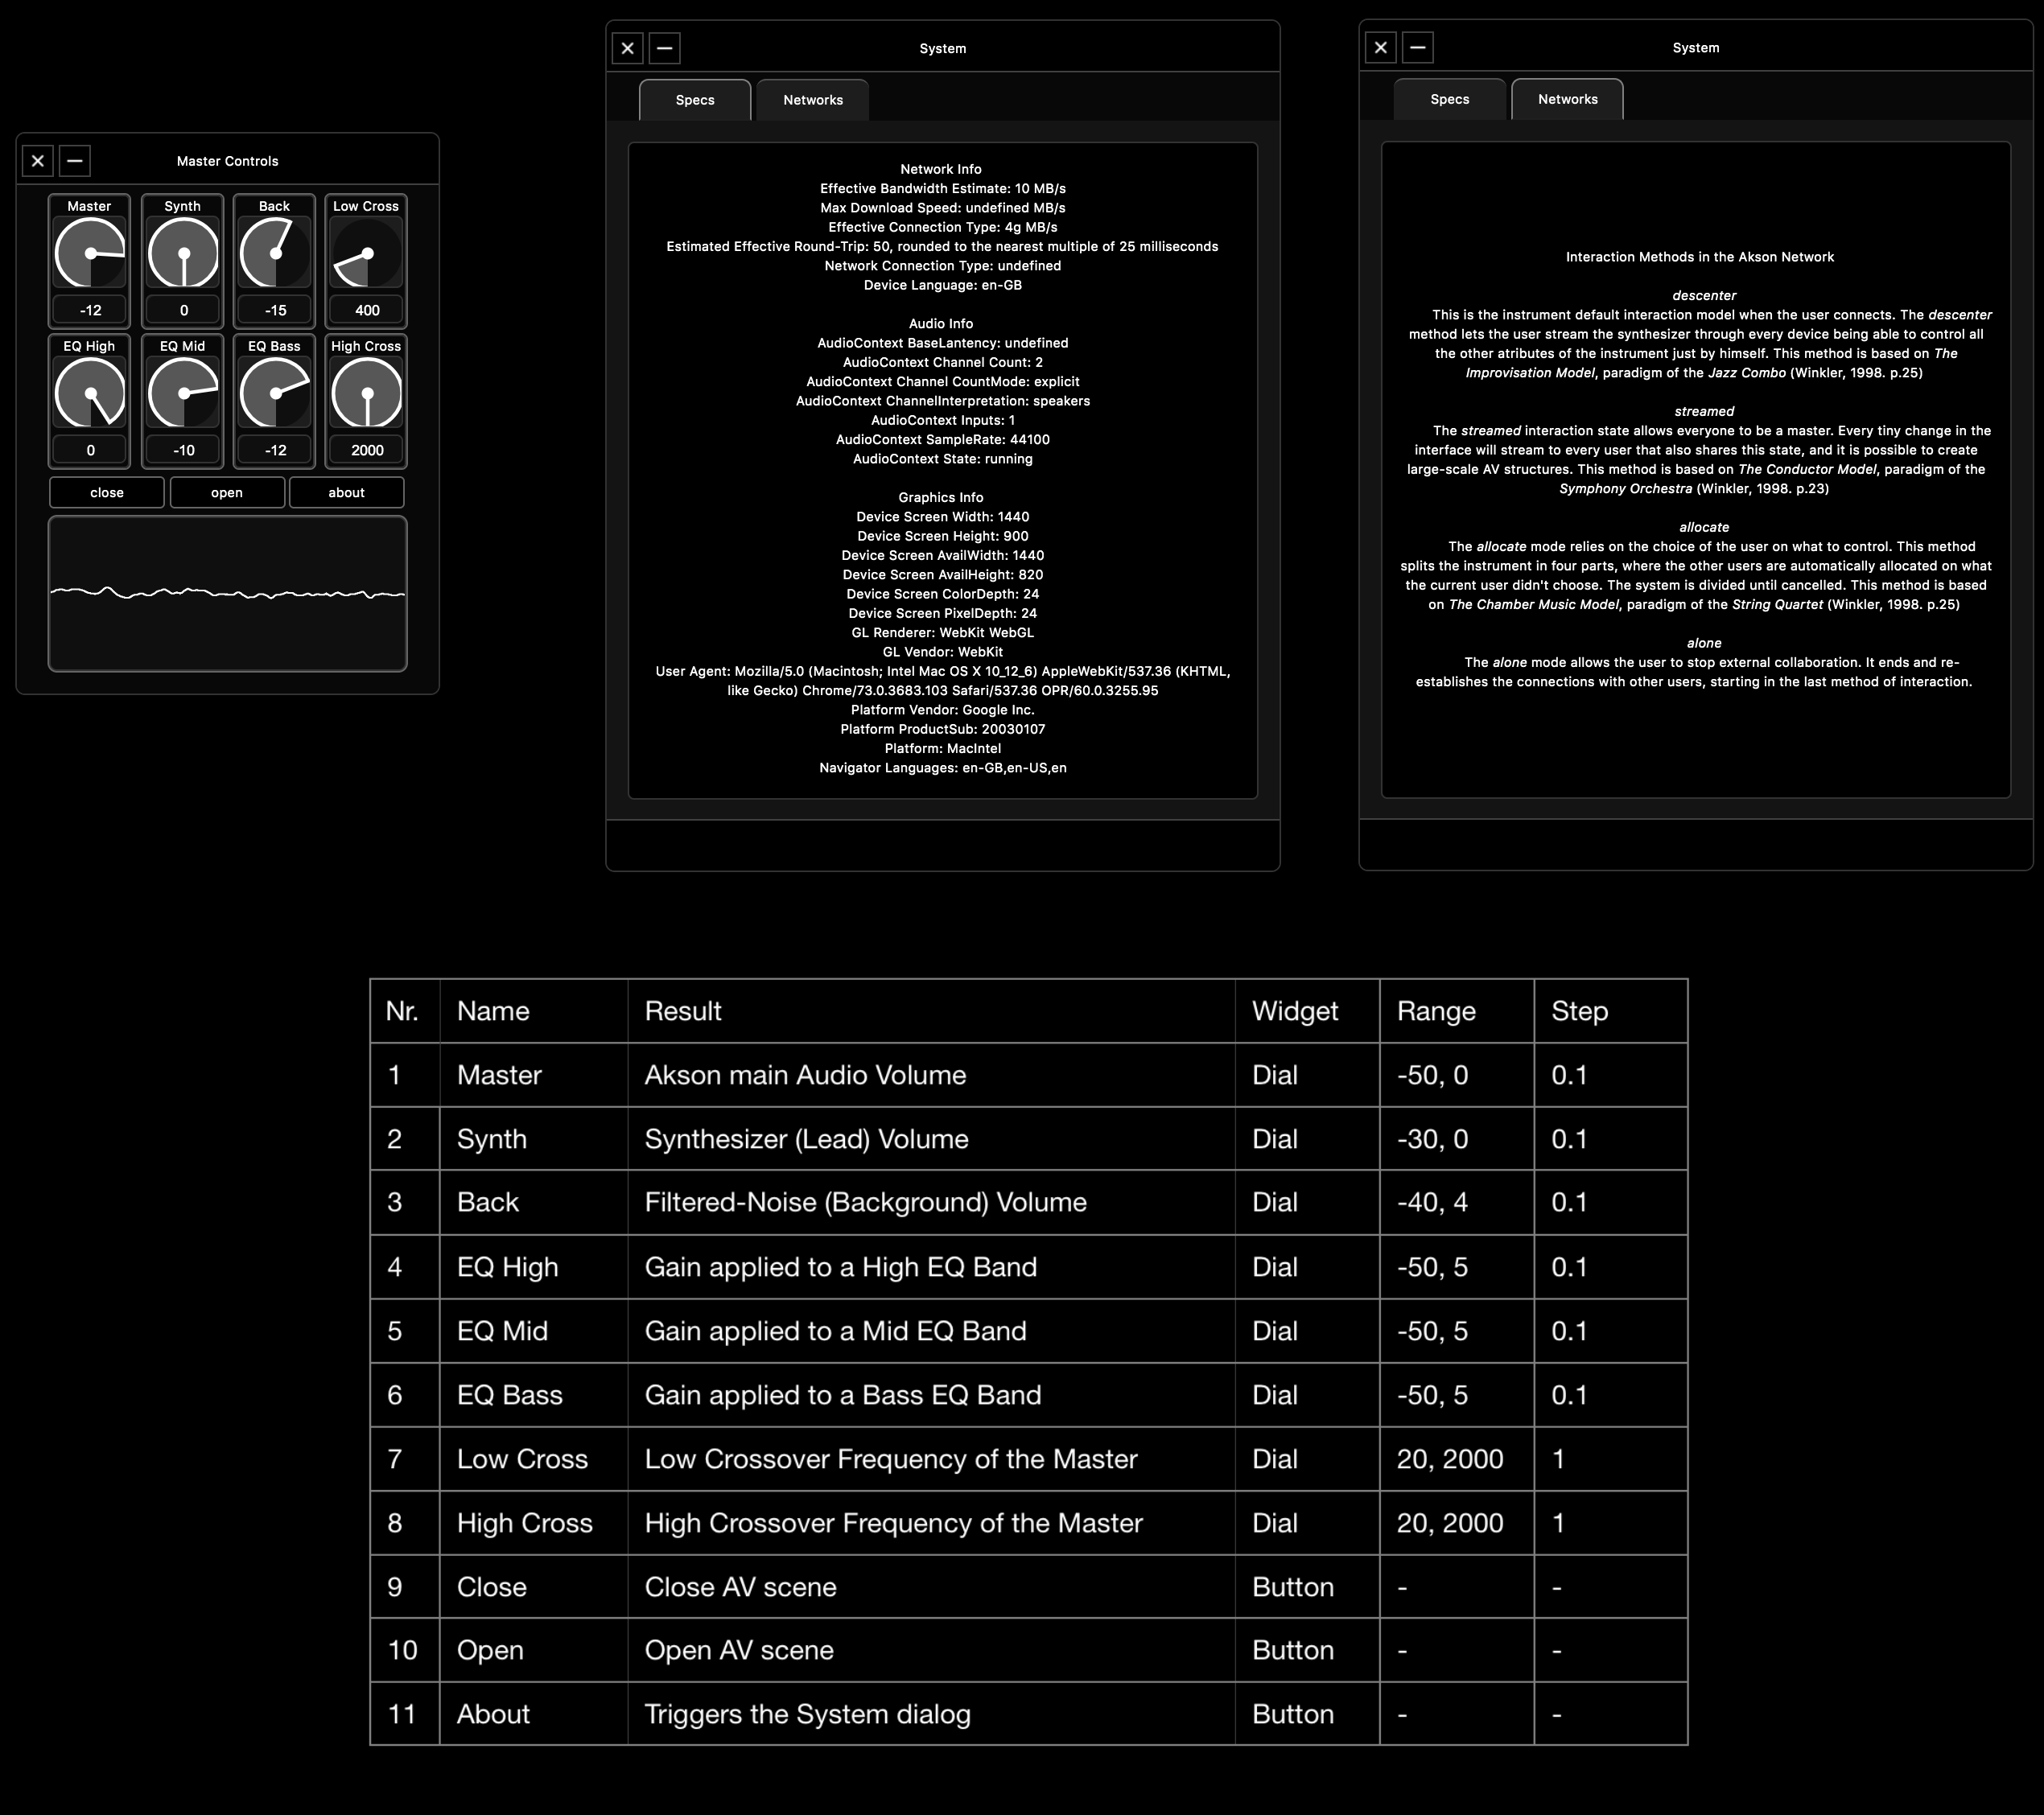 Master Controls
Master Synth Back Low Cross
-12 0 -15 400
EQ High EQ Mid EQ Bass High Cross
0 -10 -12 2000
close open about
System
Specs Networks
Network Info
Effective Bandwidth Estimate: 10 MB/s
Max Download Speed: undefined MB/s
Effective Connection Type: 4g MB/s
Estimated Effective Round-Trip: 50, rounded to the nearest multiple of 25 milliseconds
Network Connection Type: undefined
Device Language: en-GB
Audio Info
AudioContext BaseLantency: undefined
AudioContext Channel Count: 2
AudioContext Channel CountMode: explicit
AudioContext ChannelInterpretation: speakers
AudioContext Inputs: 1
AudioContext SampleRate: 44100
AudioContext State: running
Graphics Info
Device Screen Width: 1440
Device Screen Height: 900
Device Screen AvailWidth: 1440
Device Screen AvailHeight: 820
Device Screen ColorDepth: 24
Device Screen PixelDepth: 24
GL Renderer: WebKit WebGL
GL Vendor: WebKit
User Agent: Mozilla/5.0 (Macintosh; Intel Mac OS X 10_12_6) AppleWebKit/537.36 (KHTML,
like Gecko) Chrome/73.0.3683.103 Safari/537.36 OPR/60.0.3255.95
Platform Vendor: Google Inc.
Platform ProductSub: 20030107
Platform: MacIntel
Navigator Languages: en-GB,en-US,en
System
Specs Networks
Interaction Methods in the Akson Network
descenter
This is the instrument default interaction model when the user connects. The descenter
method lets the user stream the synthesizer through every device being able to control all
the other atributes of the instrument just by himself. This method is based on The
Improvisation Model, paradigm of the Jazz Combo (Winkler, 1998. p.25)
streamed
The streamed interaction state allows everyone to be a master. Every tiny change in the
interface will stream to every user that also shares this state, and it is possible to create
large-scale AV structures. This method is based on The Conductor Model, paradigm of the
Symphony Orchestra (Winkler, 1998. p.23)
allocate
The allocate mode relies on the choice of the user on what to control. This method
splits the instrument in four parts, where the other users are automatically allocated on what
the current user didn't choose. The system is divided until cancelled. This method is based
on The Chamber Music Model, paradigm of the String Quartet (Winkler, 1998. p.25)
alone
The alone mode allows the user to stop external collaboration. It ends and re-
establishes the connections with other users, starting in the last method of interaction.
Nr. Name Result Widget Range Step
1 Master Akson main Audio Volume Dial -50, 0 0.1
2 Synth Synthesizer (Lead) Volume Dial -30, 0 0.1
3 Back Filtered-Noise (Background) Volume Dial -40, 4 0.1
4 EQ High Gain applied to a High EQ Band Dial -50, 5 0.1
5 EQ Mid Gain applied to a Mid EQ Band Dial -50, 5 0.1
6 EQ Bass Gain applied to a Bass EQ Band Dial -50, 5 0.1
7 Low Cross Low Crossover Frequency of the Master Dial 20, 2000 1
8 High Cross High Crossover Frequency of the Master Dial 20, 2000 1
9 Close Close AV scene Button - -
10 Open Open AV scene Button - -
11 About Triggers the System dialog Button - -